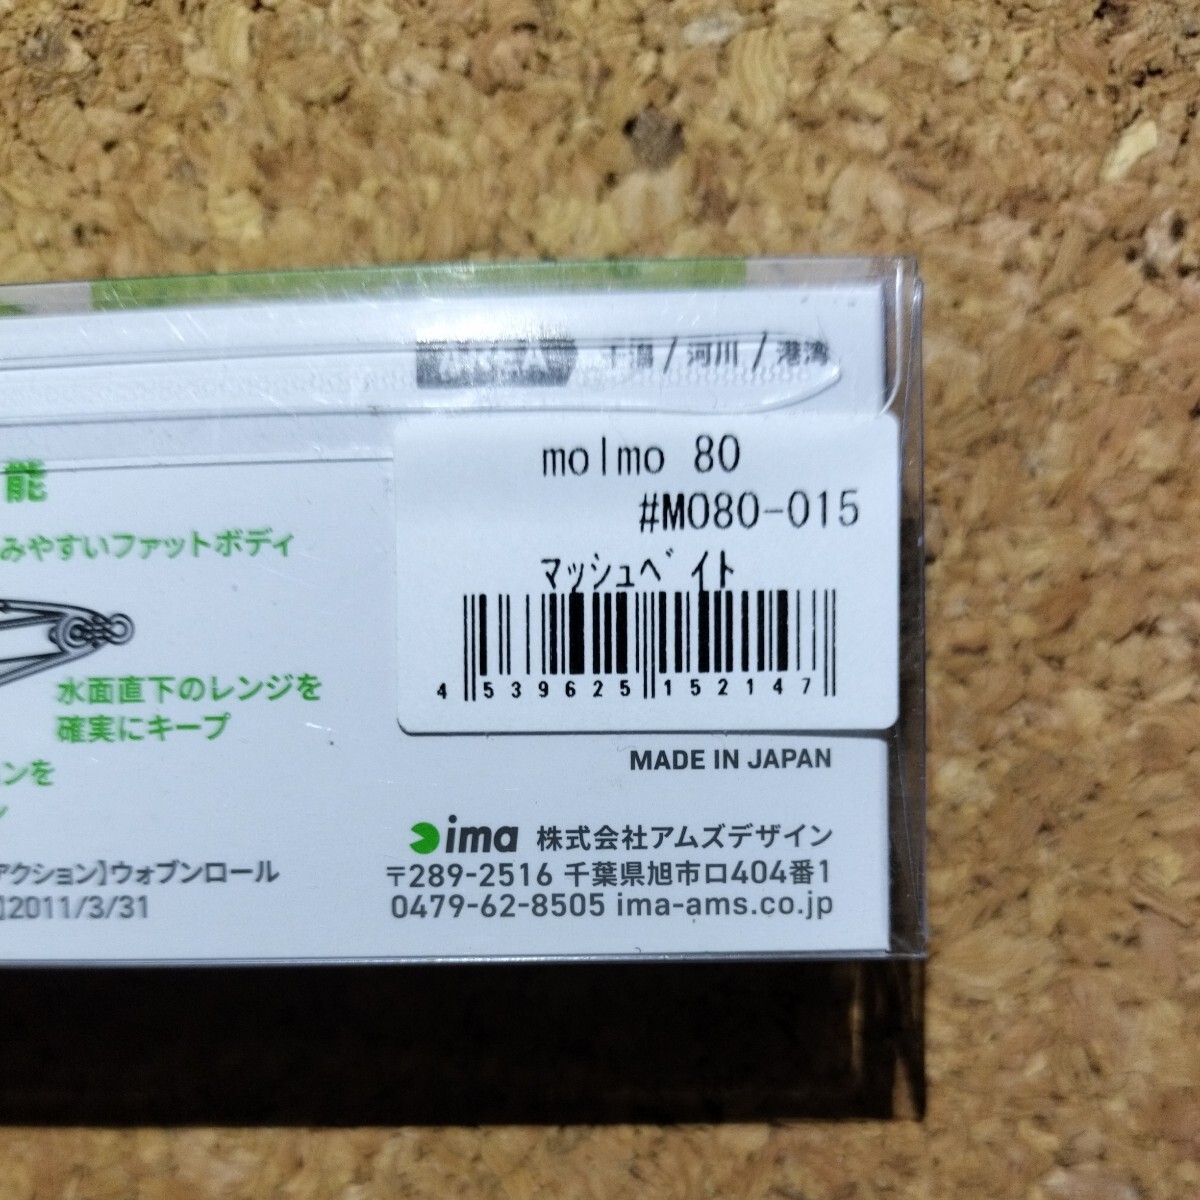 AREA 干潟 / 河川 / 港湾
能
みやすいファットボディ
水面直下のレンジを
確実にキープ
ンを
molmo 80
#MO80-015
マッシュベイト
4 539625 152147
MADE IN JAPAN
ima 株式会社アムズデザイン
〒289-2516 千葉県旭市口404番1
0479-62-8505 ima-ams.co.jp
アクション】ウォブンロール
】2011/3/31